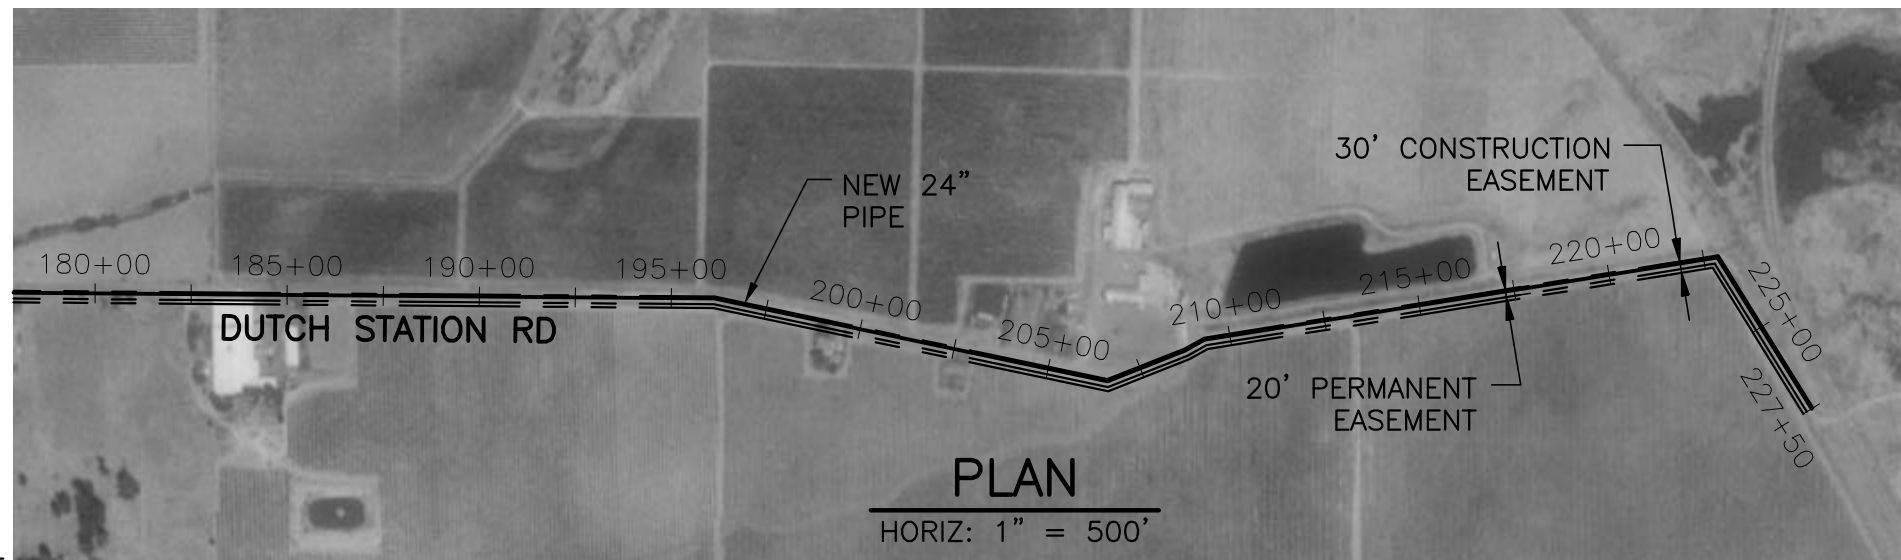 30' CONSTRUCTION
EASEMENT
NEW 24"
PIPE
180+00
185+00
190+00
195+00
200+00
205+00
210+00
215+00
220+00
225+00
227+50
DUTCH STATION RD
20' PERMANENT
EASEMENT
PLAN
HORIZ: 1" = 500'